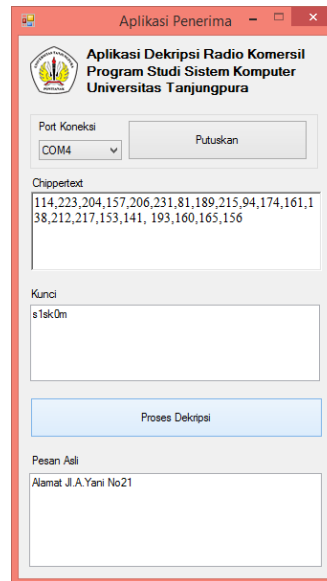 Aplikasi Penerima
Aplikasi Dekripsi Radio Komersil
Program Studi Sistem Komputer
Universitas Tanjungpura
Port Koneksi
COM4
Putuskan
Chippertext
114,223,204,157,206,231,81,189,215,94,174,161,1
38,212,217,153,141, 193,160,165,156
Kunci
s1sk0m
Proses Dekripsi
Pesan Asli
Alamat Jl.A.Yani No21